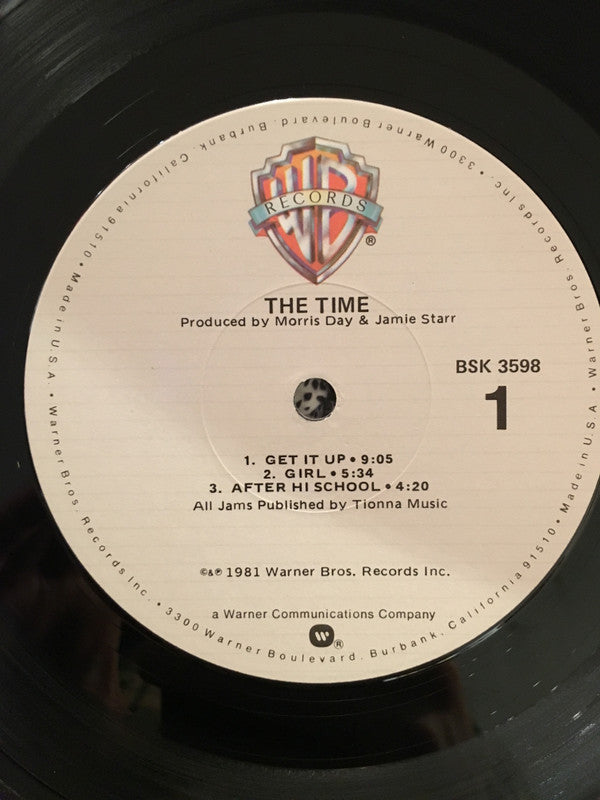 WB
RECORDS
®
THE TIME
Produced by Morris Day & Jamie Starr
BSK 3598
1
1. GET IT UP • 9:05
2. GIRL • 5:34
3. AFTER HI SCHOOL • 4:20
All Jams Published by Tionna Music
©&℗ 1981 Warner Bros. Records Inc.
a Warner Communications Company
W ®
Warner Bros. Records Inc. • 3300 Warner Boulevard. Burbank, California 91510 • Made in U.S.A. • Warner Bros. Records Inc. • 3300 Warner Boulevard. Burbank, California 91510 • Made in U.S.A. •